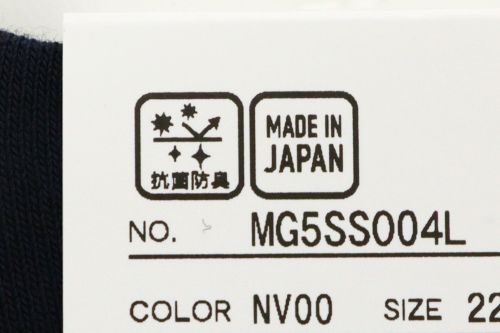 抗菌防臭
MADE IN
JAPAN
NO. MG5SS004L
COLOR NV00 SIZE 22